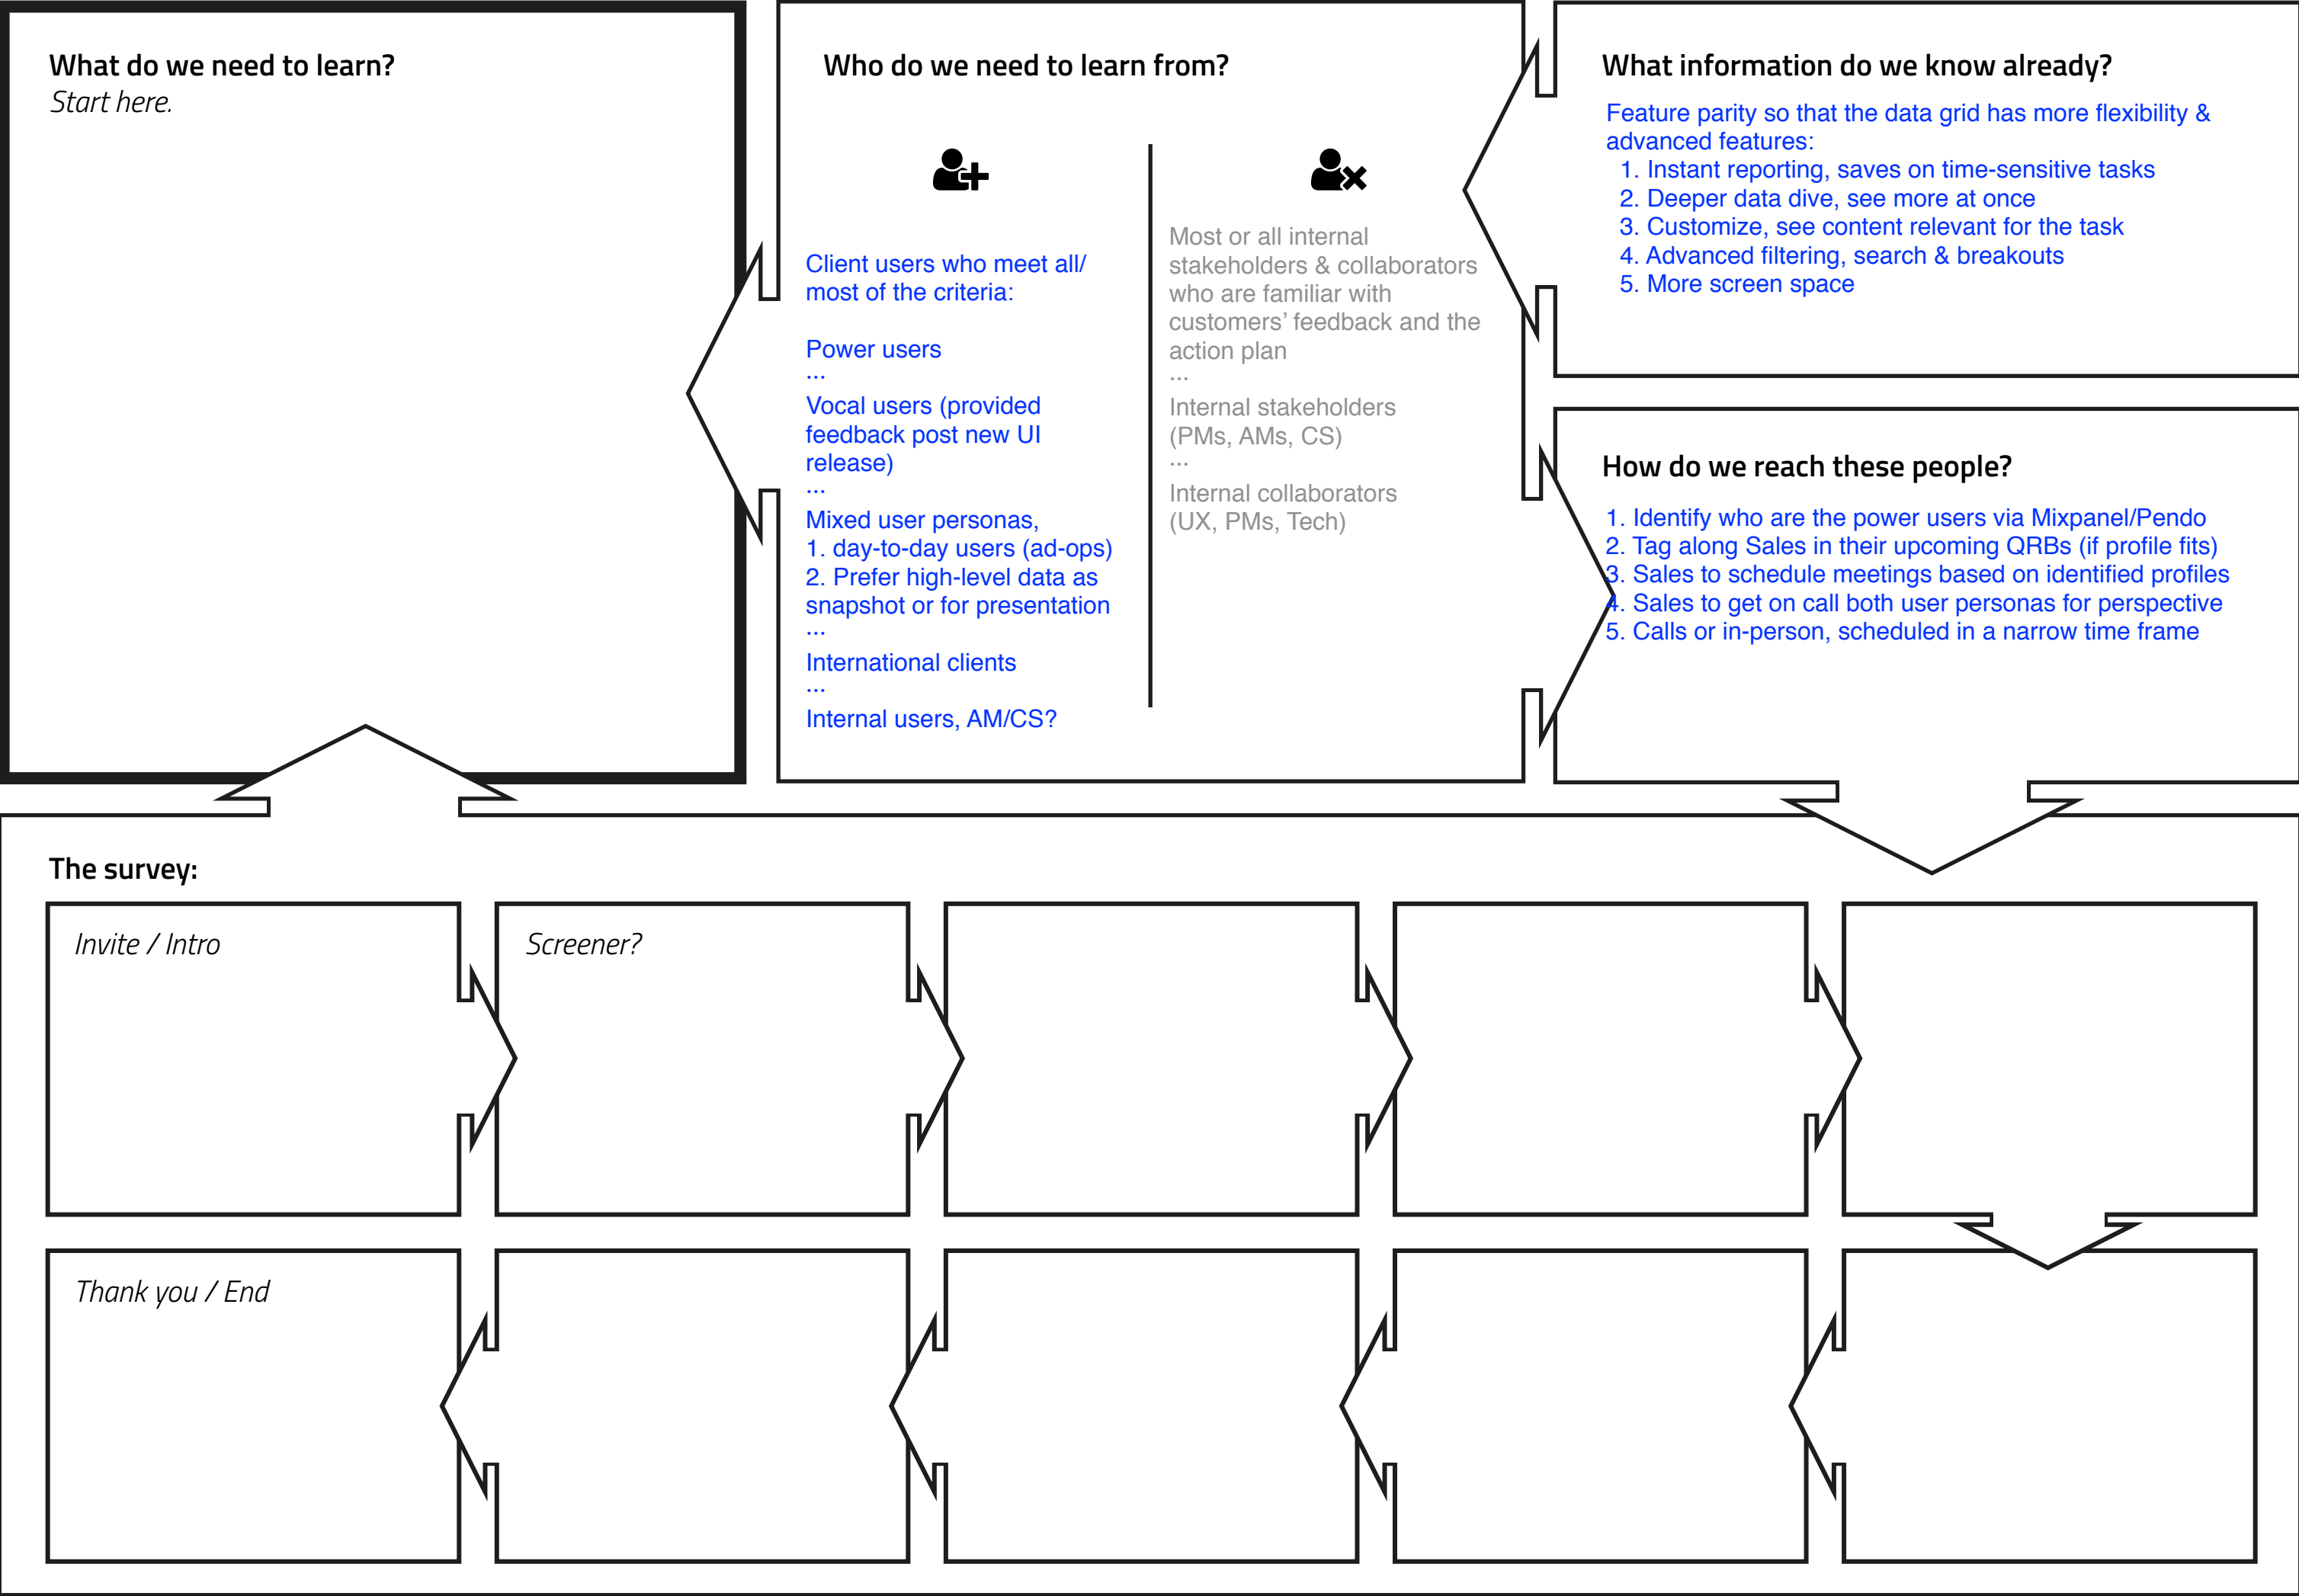 What do we need to learn?
Start here.
Who do we need to learn from?
Client users who meet all/
most of the criteria:
Power users
...
Vocal users (provided
feedback post new UI
release)
...
Mixed user personas,
1. day-to-day users (ad-ops)
2. Prefer high-level data as
snapshot or for presentation
...
International clients
...
Internal users, AM/CS?
Most or all internal
stakeholders & collaborators
who are familiar with
customers' feedback and the
action plan
...
Internal stakeholders
(PMs, AMs, CS)
...
Internal collaborators
(UX, PMs, Tech)
What information do we know already?
Feature parity so that the data grid has more flexibility &
advanced features:
1. Instant reporting, saves on time-sensitive tasks
2. Deeper data dive, see more at once
3. Customize, see content relevant for the task
4. Advanced filtering, search & breakouts
5. More screen space
How do we reach these people?
1. Identify who are the power users via Mixpanel/Pendo
2. Tag along Sales in their upcoming QRBs (if profile fits)
3. Sales to schedule meetings based on identified profiles
4. Sales to get on call both user personas for perspective
5. Calls or in-person, scheduled in a narrow time frame
The survey:
Invite / Intro
Screener?
Thank you / End